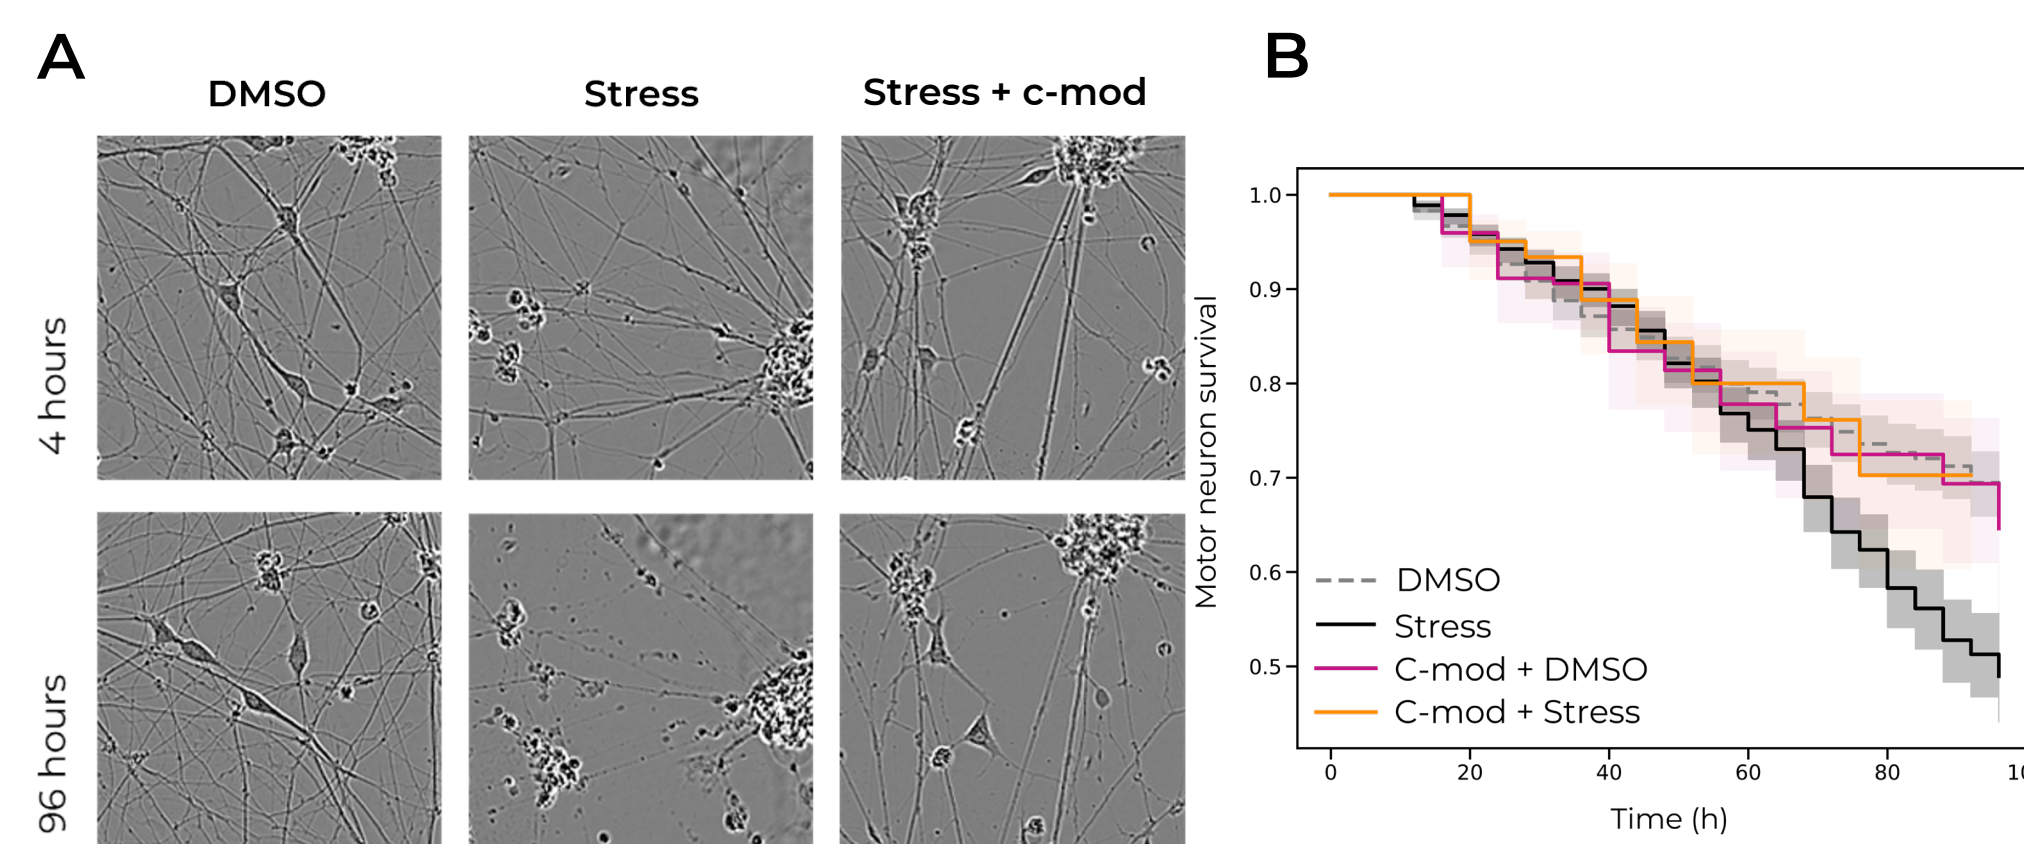 A
B
DMSO
Stress
Stress + c-mod
4 hours
96 hours
Motor neuron survival
1.0
0.9
0.8
0.7
0.6
0.5
DMSO
Stress
C-mod + DMSO
C-mod + Stress
0
20
40
60
80
10
Time (h)